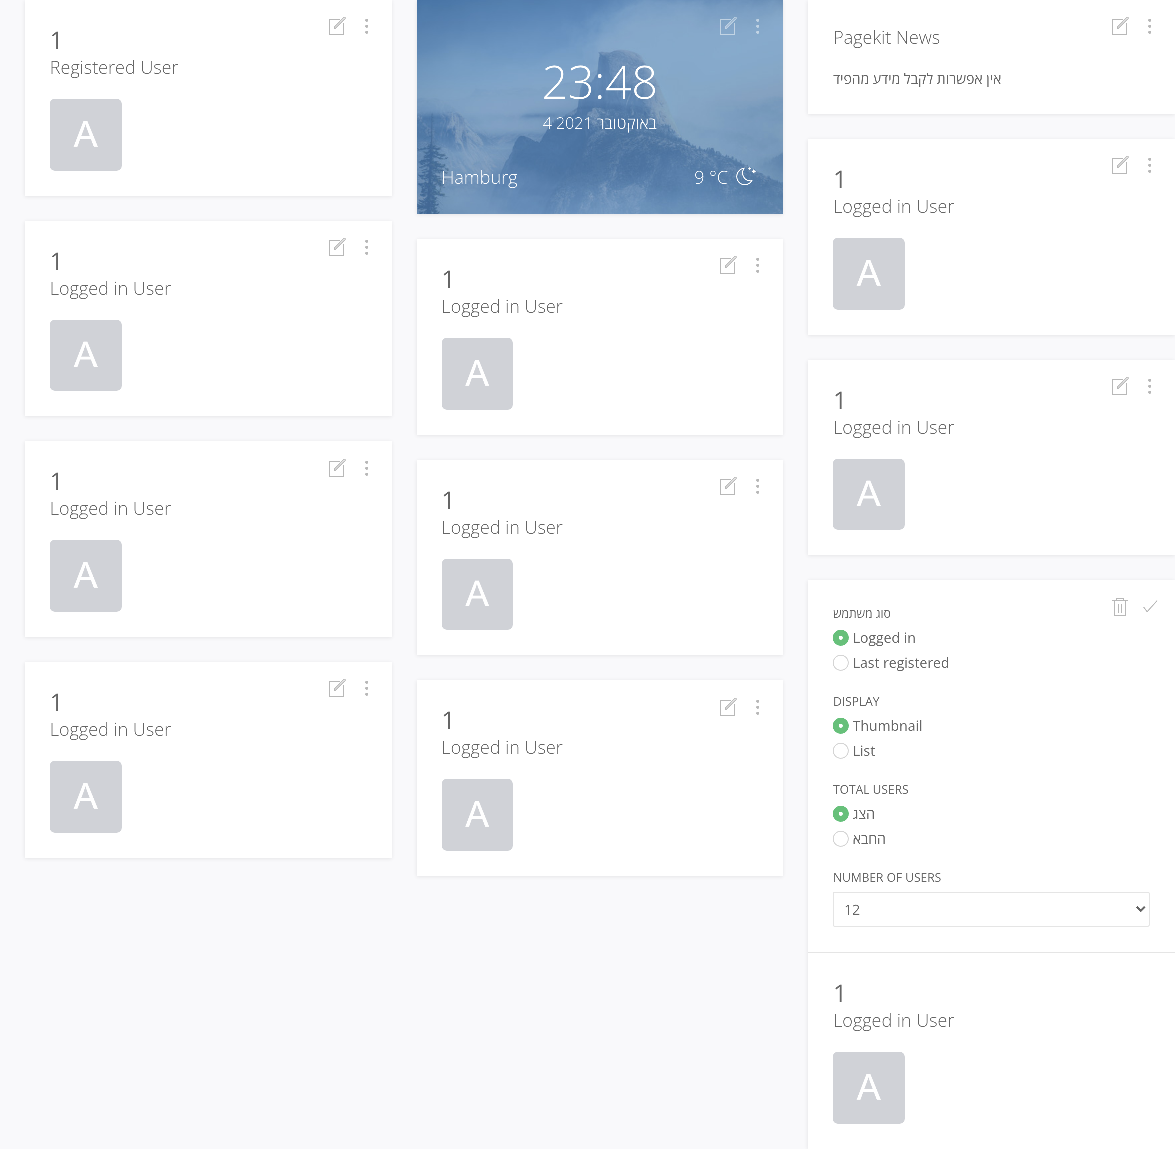 1
Registered User
A
1
Logged in User
A
1
Logged in User
A
1
Logged in User
A
23:48
4 באוקטובר 2021
Hamburg
9 °C
1
Logged in User
A
1
Logged in User
A
1
Logged in User
A
Pagekit News
אין אפשרות לקבל מידע מהפיד
1
Logged in User
A
1
Logged in User
A
סוג משתמש
Logged in
Last registered
DISPLAY
Thumbnail
List
TOTAL USERS
הצג
החבא
NUMBER OF USERS
12
1
Logged in User
A